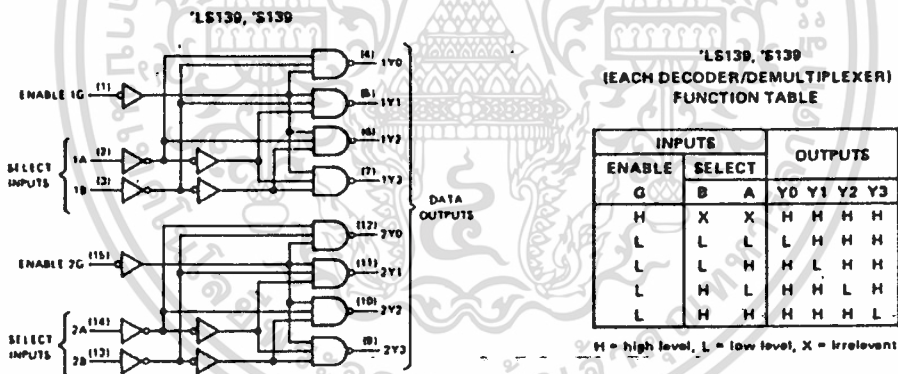 'LS139, 'S139
ENABLE 1G (1)
SELECT INPUTS
1A (2)
1B (3)
(4) 1Y0
(5) 1Y1
(6) 1Y2
(7) 1Y3
DATA OUTPUTS
ENABLE 2G (15)
SELECT INPUTS
2A (14)
2B (13)
(12) 2Y0
(11) 2Y1
(10) 2Y2
(9) 2Y3
'LS139, 'S139
(EACH DECODER/DEMULTIPLEXER)
FUNCTION TABLE
INPUTS OUTPUTS
ENABLE SELECT
G B A Y0 Y1 Y2 Y3
H X X H H H H
L L L L H H H
L L H H L H H
L H L H H L H
L H H H H H L
H = high level, L = low level, X = irrelevant